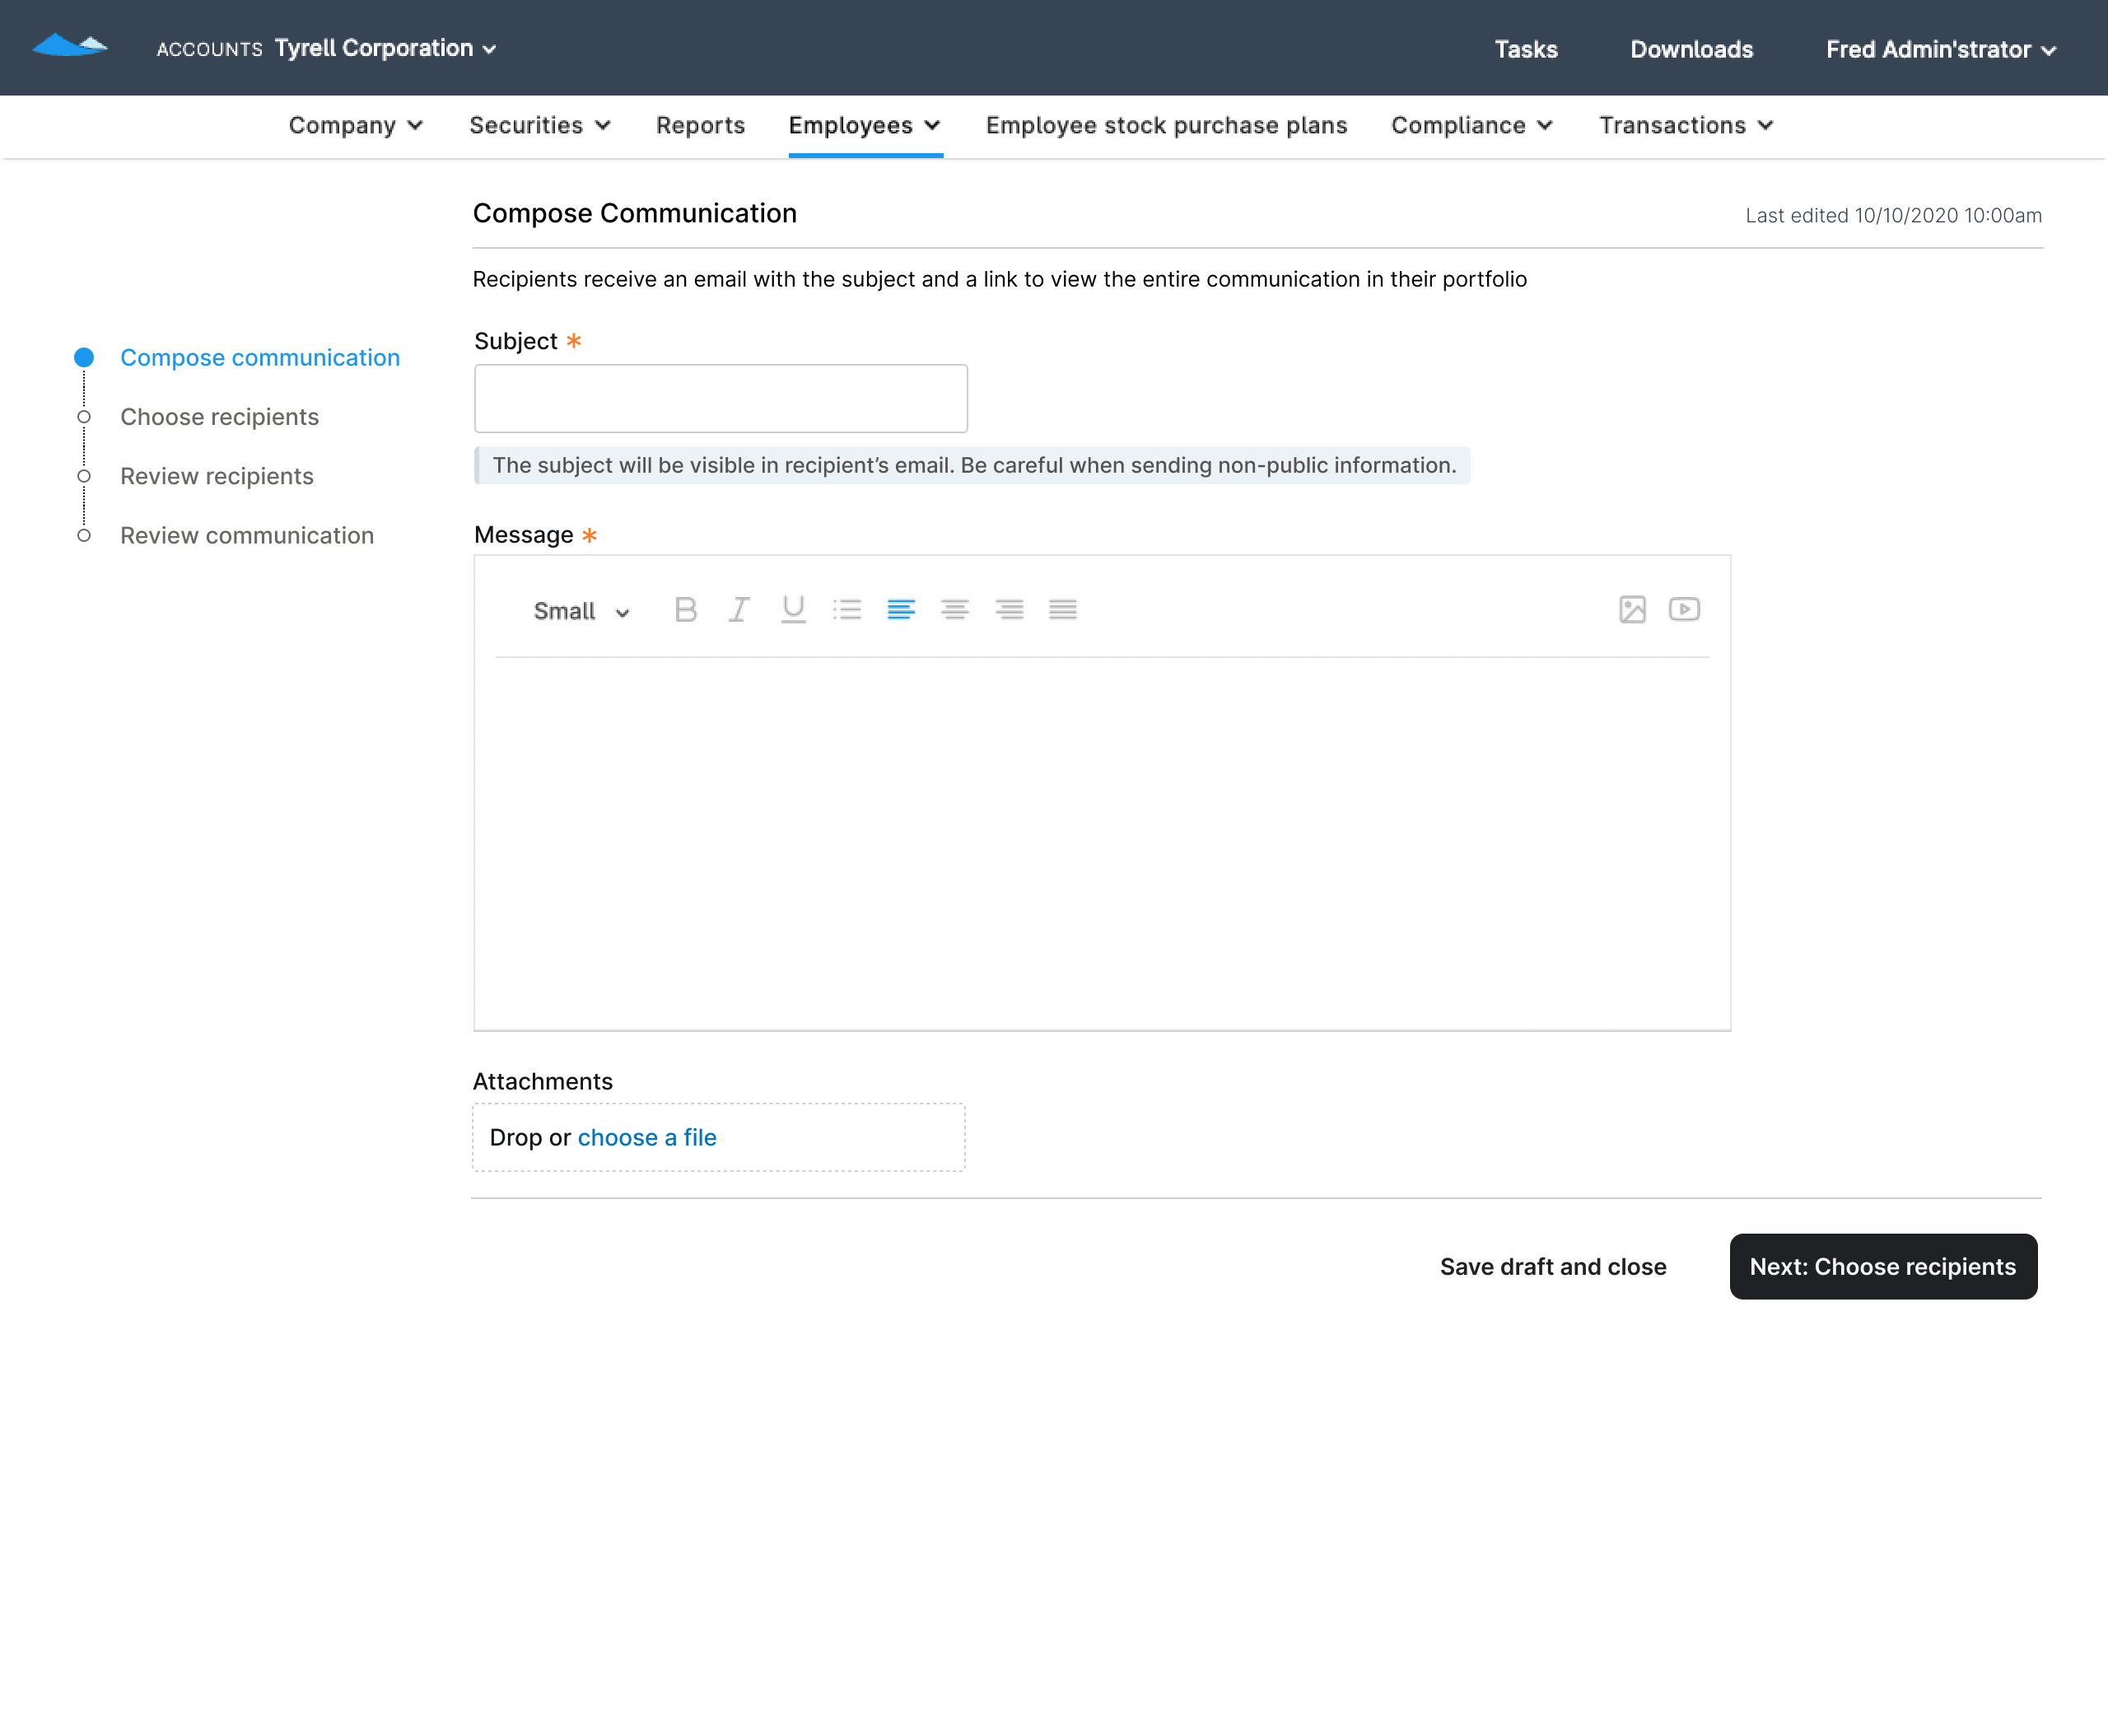 ACCOUNTS Tyrell Corporation
Tasks
Downloads
Fred Admin'strator
Company
Securities
Reports
Employees
Employee stock purchase plans
Compliance
Transactions
Compose Communication
Last edited 10/10/2020 10:00am
Recipients receive an email with the subject and a link to view the entire communication in their portfolio
Compose communication
Choose recipients
Review recipients
Review communication
Subject *
The subject will be visible in recipient’s email. Be careful when sending non-public information.
Message *
Small
B I U
Attachments
Drop or choose a file
Save draft and close
Next: Choose recipients